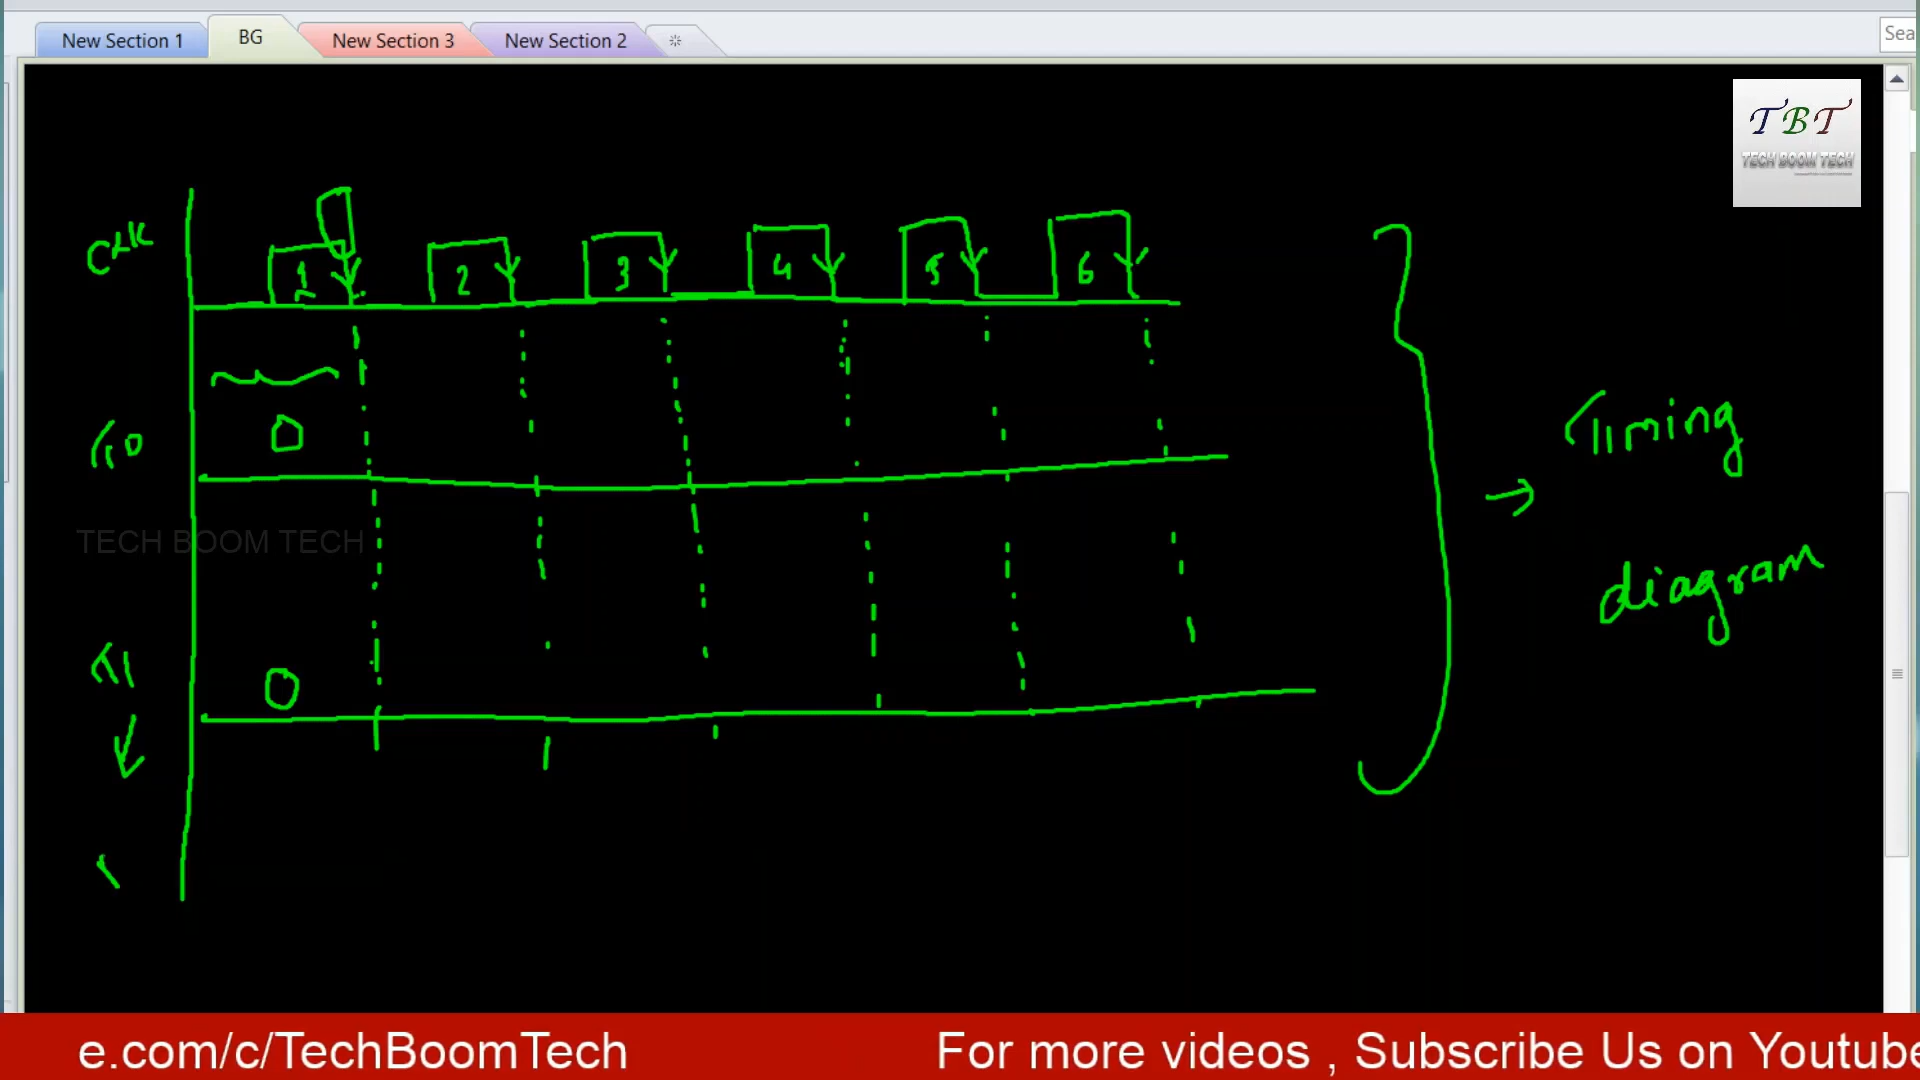 New Section 1
BG
New Section 3
New Section 2
Sea
TBT
TECH BOOM TECH
CLK
1 2 3 4 5 6
0
Timing
TECH BOOM TECH
diagram
0
e.com/c/TechBoomTech
For more videos , Subscribe Us on Youtube